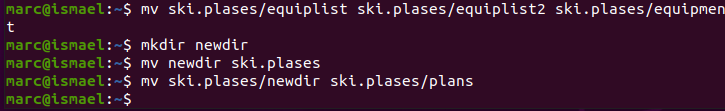 marc@ismael:~$ mv ski.plases/equiplist ski.plases/equiplist2 ski.plases/equipmen
t
marc@ismael:~$ mkdir newdir
marc@ismael:~$ mv newdir ski.plases
marc@ismael:~$ mv ski.plases/newdir ski.plases/plans
marc@ismael:~$